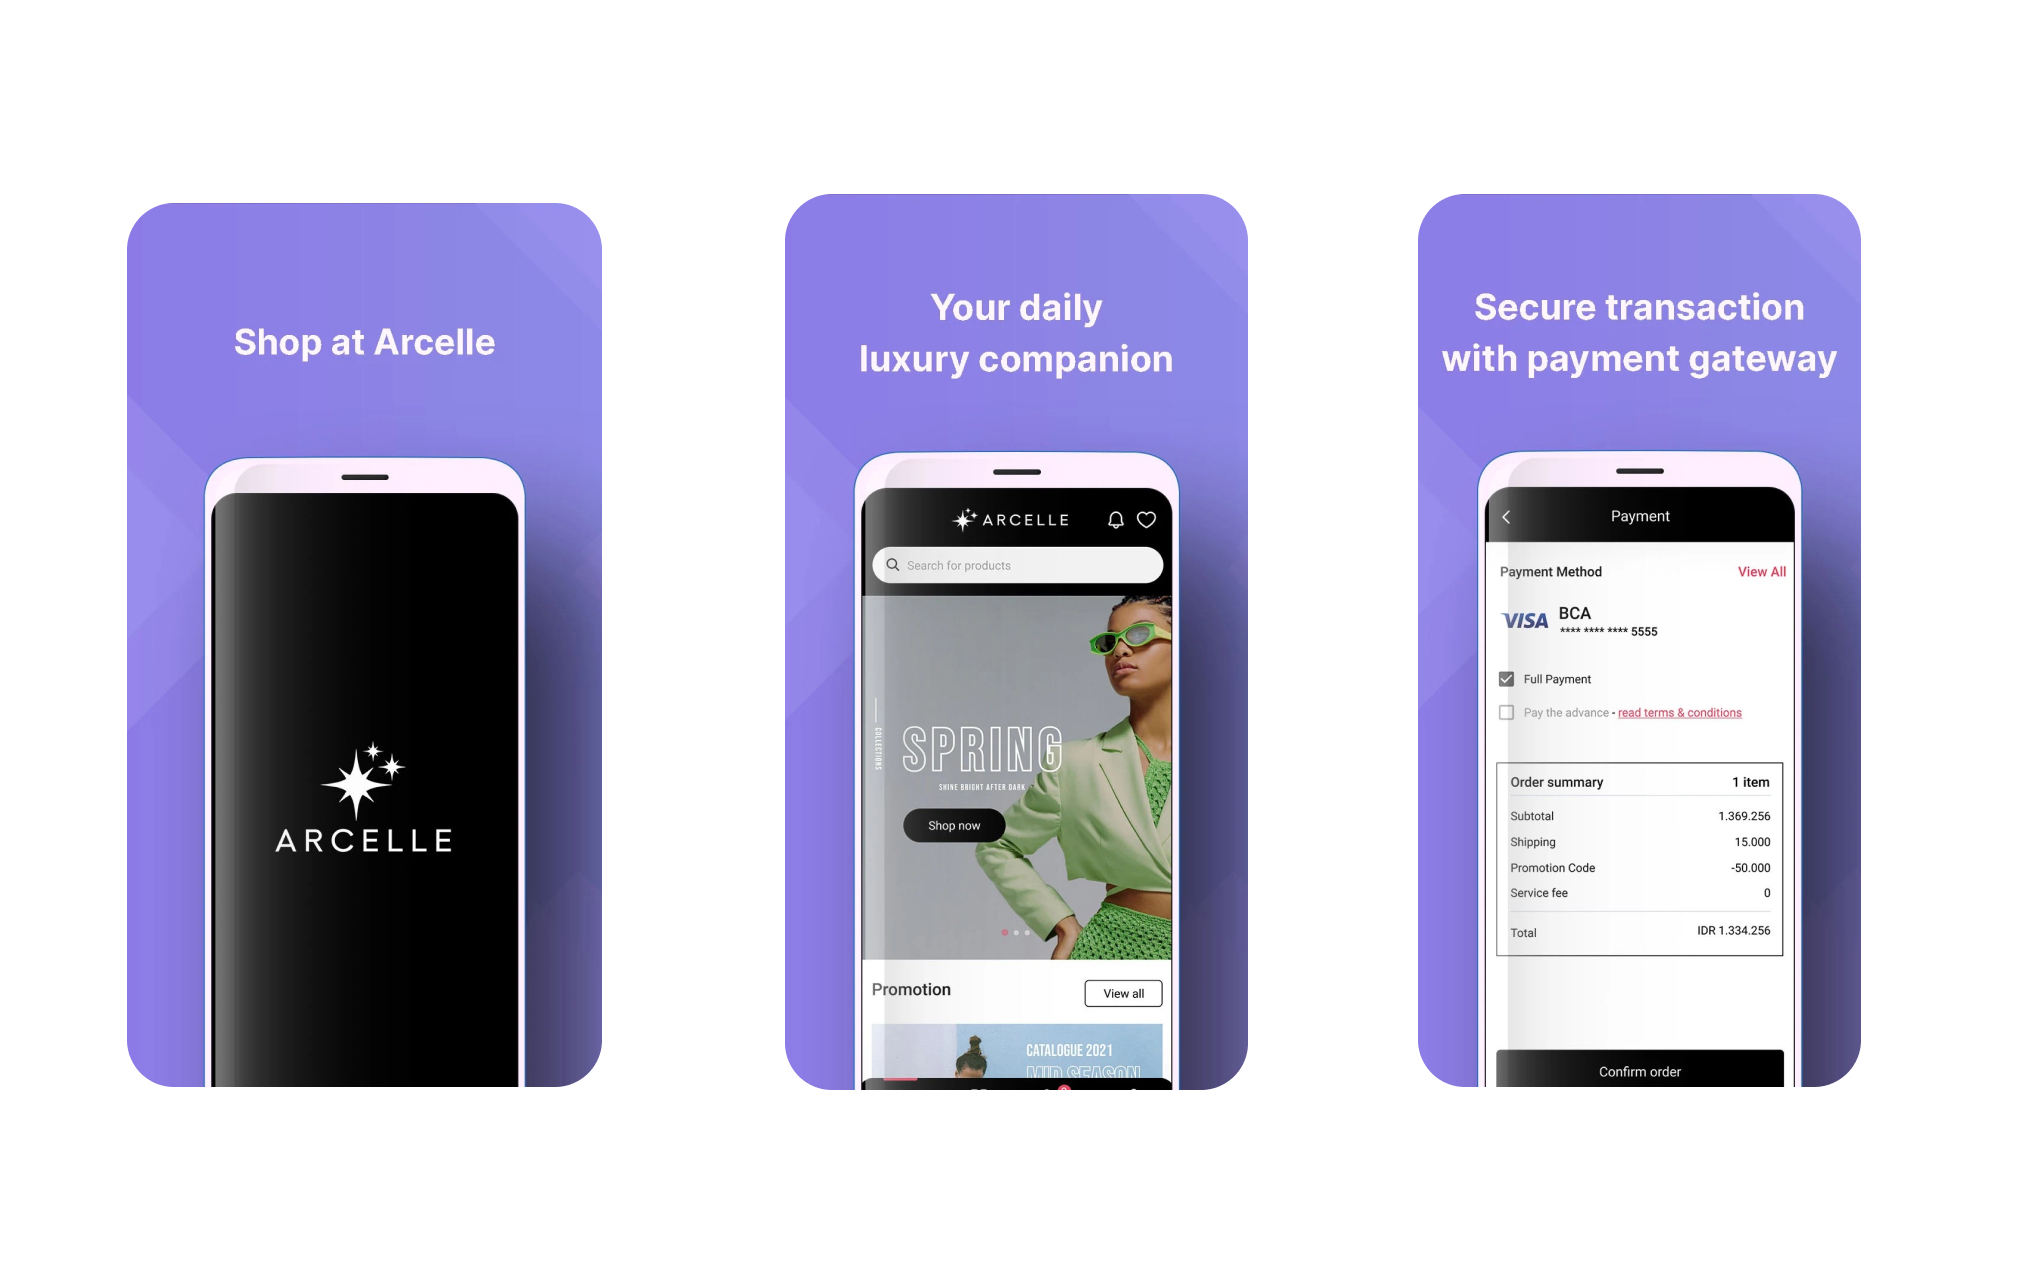 Shop at Arcelle
ARCELLE
Your daily
luxury companion
ARCELLE
Search for products
COLLECTIONS
SPRING
SHINE BRIGHT AFTER DARK
Shop now
Promotion
View all
CATALOGUE 2021
MID SEASON
Secure transaction
with payment gateway
Payment
Payment Method View All
VISA BCA
**** **** **** 5555
Full Payment
Pay the advance - read terms & conditions
Order summary 1 item
Subtotal 1.369.256
Shipping 15.000
Promotion Code -50.000
Service fee 0
Total IDR 1.334.256
Confirm order